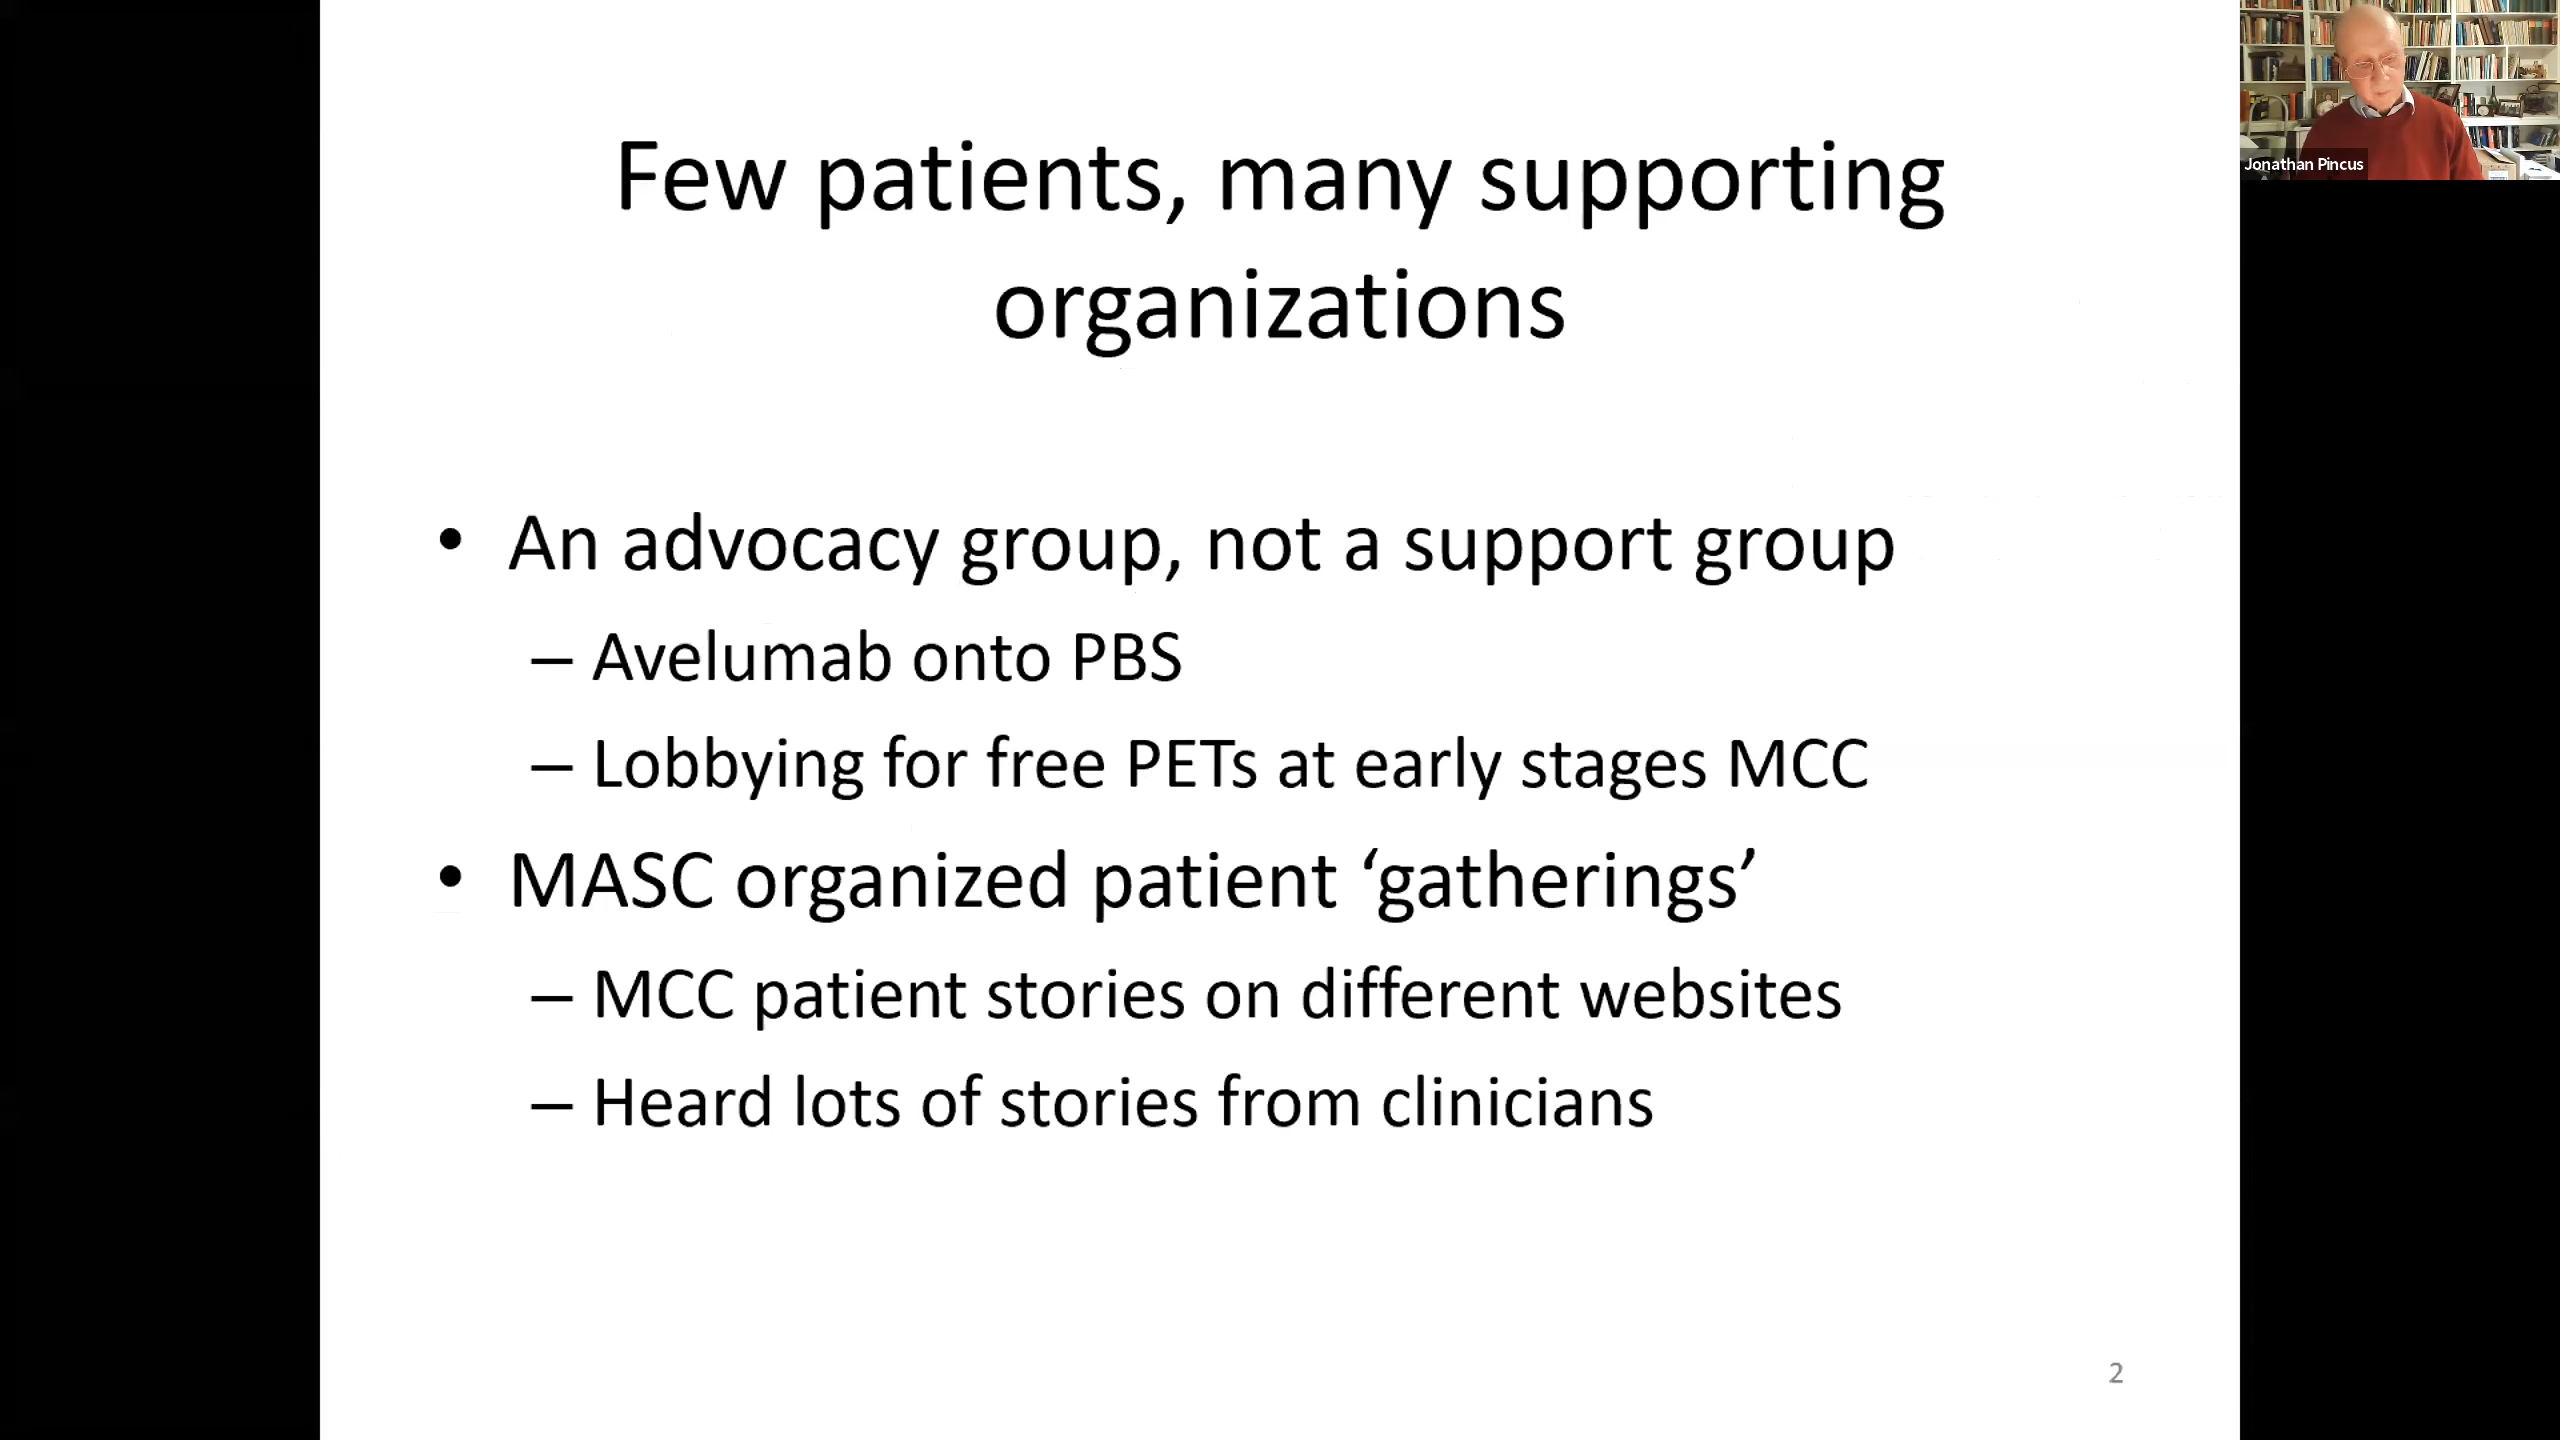 Few patients, many supporting
organizations
• An advocacy group, not a support group
– Avelumab onto PBS
– Lobbying for free PETs at early stages MCC
• MASC organized patient ‘gatherings’
– MCC patient stories on different websites
– Heard lots of stories from clinicians
2
Jonathan Pincus